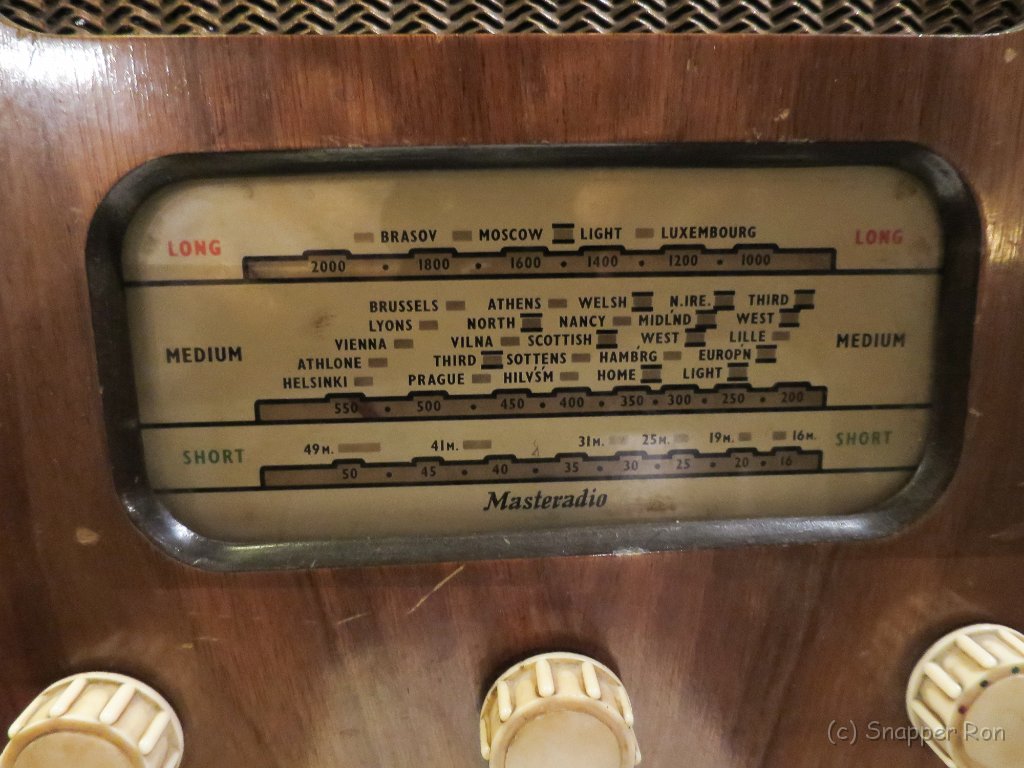 BRASOV MOSCOW LIGHT LUXEMBOURG
LONG LONG
2000 • 1800 • 1600 • 1400 • 1200 • 1000
BRUSSELS ATHENS WELSH N.IRE. THIRD
LYONS NORTH NANCY MIDLND WEST
VIENNA VILNA SCOTTISH WEST LILLE
MEDIUM MEDIUM
ATHLONE THIRD SOTTENS HAMBRG EUROPN
HELSINKI PRAGUE HILVSM HOME LIGHT
550 • 500 • 450 • 400 • 350 • 300 • 250 • 200
49M. 41M. 31M. 25M. 19M. 16M.
SHORT SHORT
50 • 45 • 40 • 35 • 30 • 25 • 20 • 16
Masteradio
(c) Snapper Ron